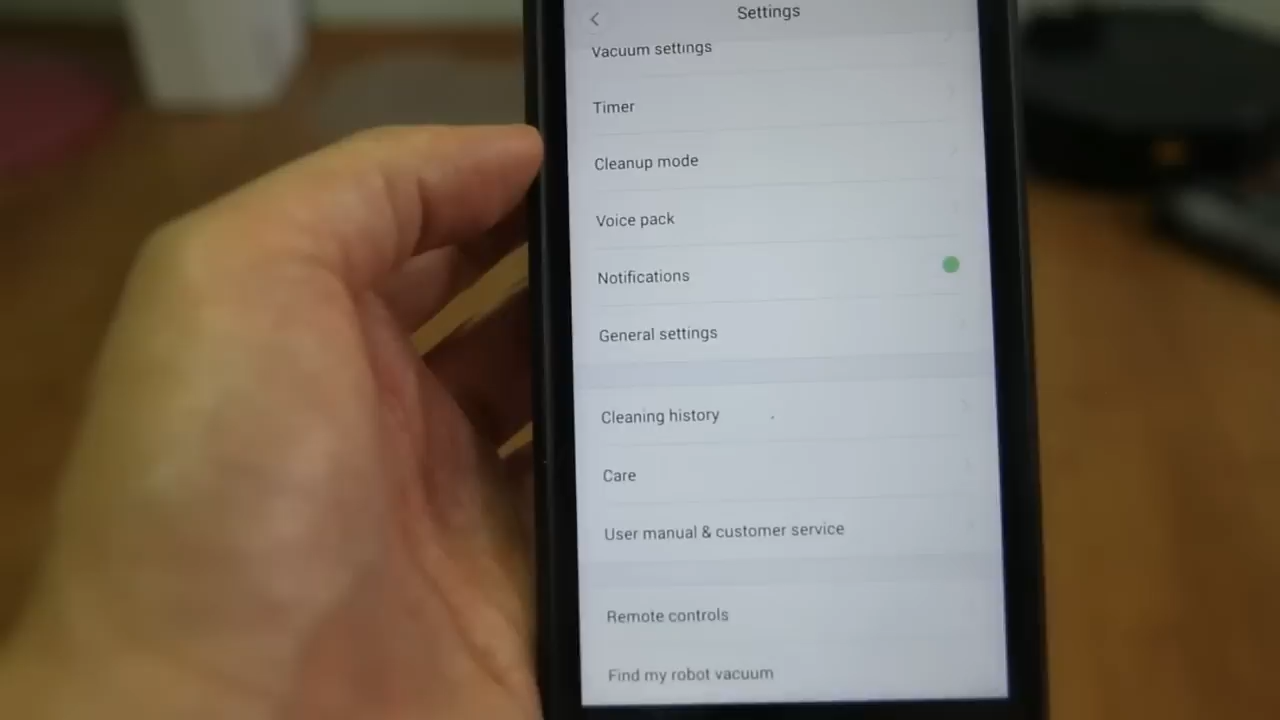 Settings
Vacuum settings
Timer
Cleanup mode
Voice pack
Notifications
General settings
Cleaning history
Care
User manual & customer service
Remote controls
Find my robot vacuum